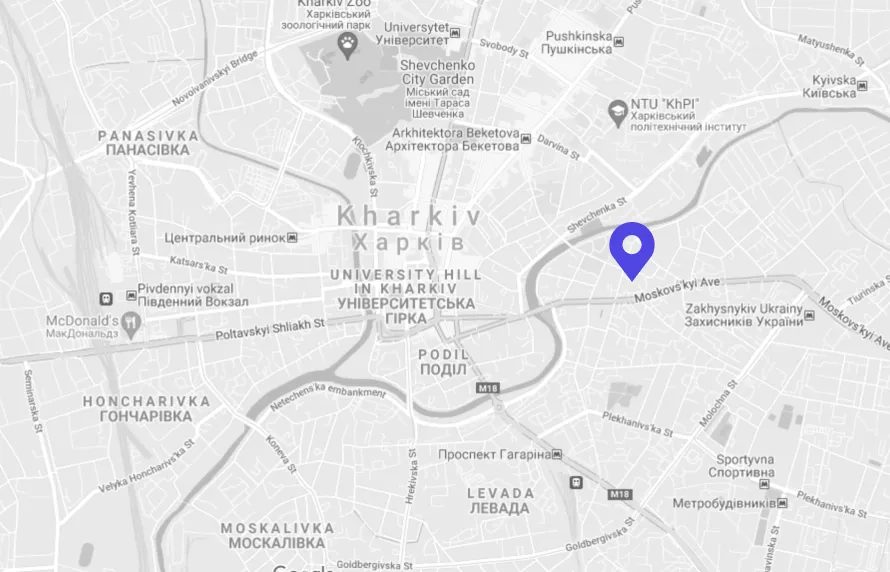 Kharkiv Zoo
Харківський
зоологічний парк
Universytet
Університет
Pushkinska
Пушкінська
Svobody St
Matyushenka St
Novoivanivskyi Bridge
Shevchenko
City Garden
Міський сад
імені Тараса
Шевченка
Kyivska
Київська
NTU "KhPI"
Харківський
політехнічний інститут
PANASIVKA
ПАНАСІВКА
Arkhitektora Beketova
Архітектора Бекетова
Darvina St
Klochkivska St
Yevhena Kotliara St
Kharkiv
Харків
Shevchenka St
Центральний ринок
Katsars'ka St
UNIVERSITY HILL
IN KHARKIV
УНІВЕРСИТЕТСЬКА
ГІРКА
Pivdennyi vokzal
Південний Вокзал
Moskovs'kyi Ave
Tiurinska St
Zakhysnykiv Ukrainy
Захисників України
Moskovs'kyi Ave
McDonald's
МакДональдз
Poltavskyi Shliakh St
PODIL
ПОДІЛ
M18
Netechens'ka embankment
Seminarska St
HONCHARIVKA
ГОНЧАРІВКА
Molochna St
Plekhanivs'ka St
Velyka Honcharivs'ka St
Koneva St
Hrekivska St
Проспект Гагаріна
Sportyvna
Спортивна
M18
LEVADA
ЛЕВАДА
Метробудівників
Plekhanivs'ka St
MOSKALIVKA
МОСКАЛІВКА
Goldbergivska St
Goldbergivska St
Google